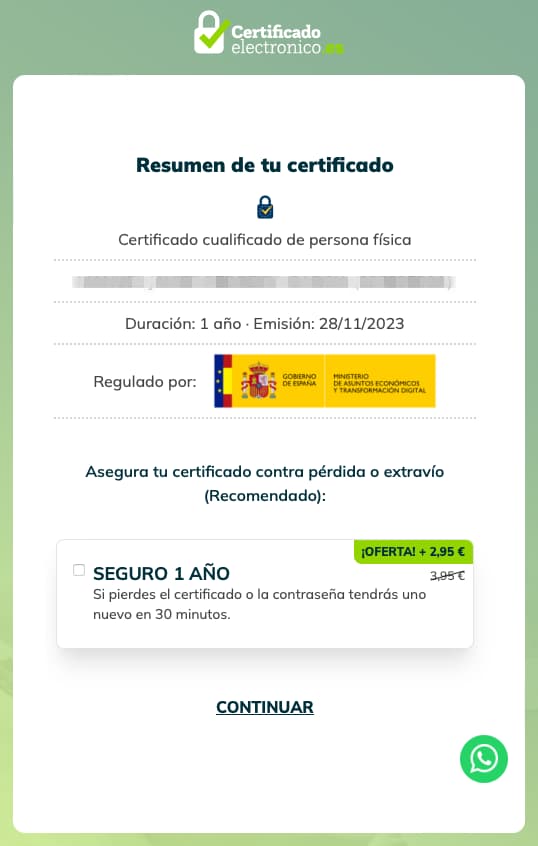 Certificado
electronico.es
Resumen de tu certificado
Certificado cualificado de persona física
Duración: 1 año · Emisión: 28/11/2023
Regulado por:
GOBIERNO
DE ESPAÑA
MINISTERIO
DE ASUNTOS ECONÓMICOS
Y TRANSFORMACIÓN DIGITAL
Asegura tu certificado contra pérdida o extravío
(Recomendado):
¡OFERTA! + 2,95 €
SEGURO 1 AÑO
3,95 €
Si pierdes el certificado o la contraseña tendrás uno
nuevo en 30 minutos.
CONTINUAR